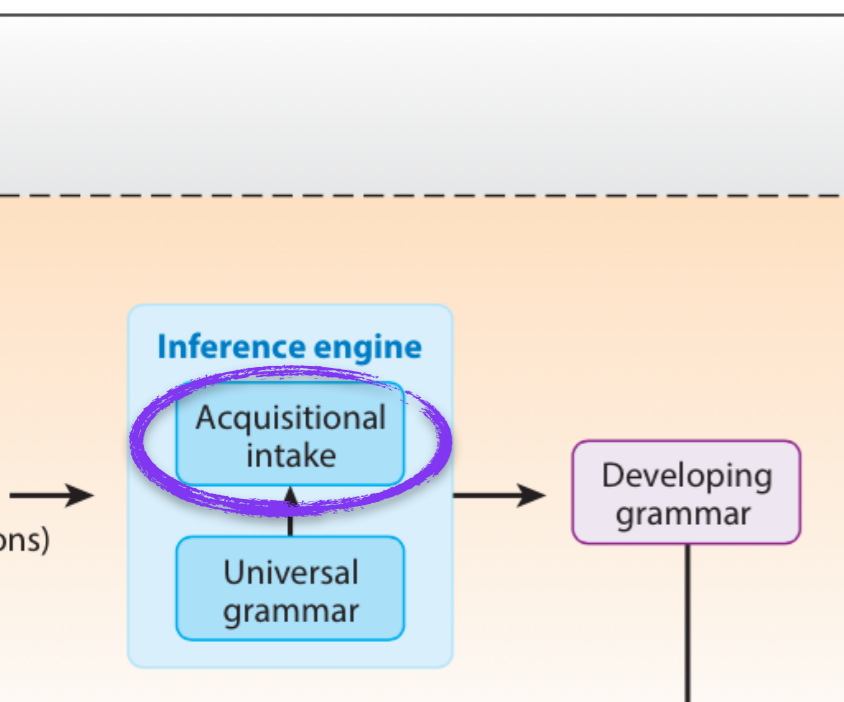 Inference engine
Acquisitional
intake
Developing
grammar
ons)
Universal
grammar